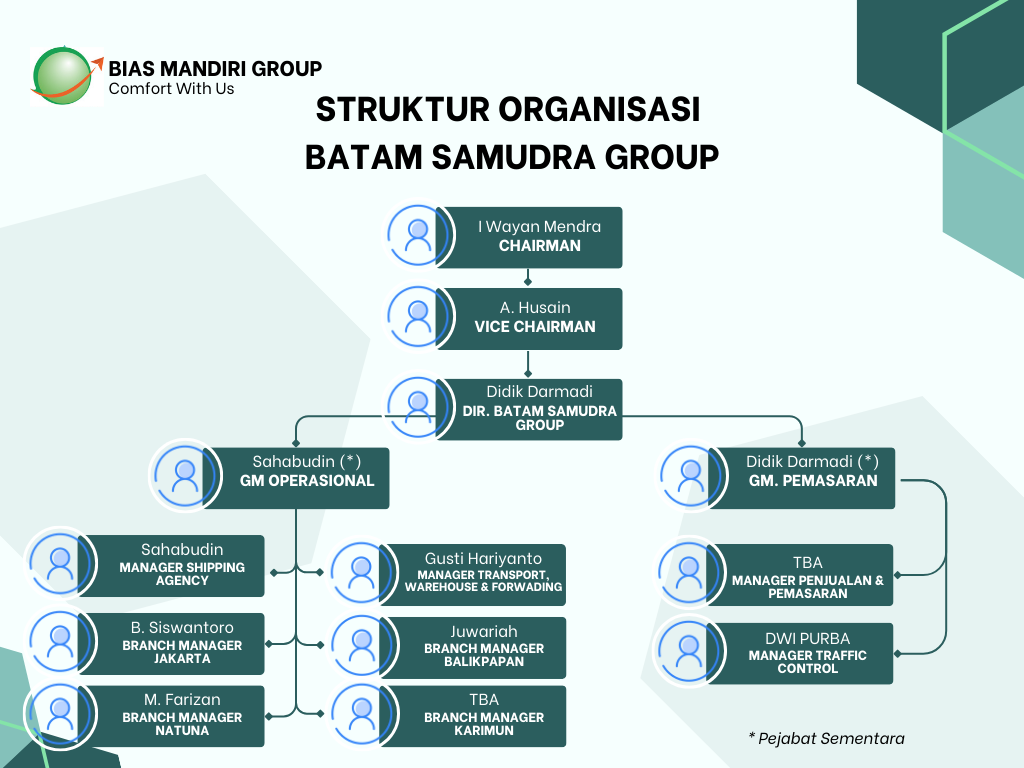 BIAS MANDIRI GROUP
Comfort With Us
STRUKTUR ORGANISASI
BATAM SAMUDRA GROUP
I Wayan Mendra
CHAIRMAN
A. Husain
VICE CHAIRMAN
Didik Darmadi
DIR. BATAM SAMUDRA
GROUP
Sahabudin (*)
GM OPERASIONAL
Didik Darmadi (*)
GM. PEMASARAN
Sahabudin
MANAGER SHIPPING
AGENCY
Gusti Hariyanto
MANAGER TRANSPORT,
WAREHOUSE & FORWADING
TBA
MANAGER PENJUALAN &
PEMASARAN
B. Siswantoro
BRANCH MANAGER
JAKARTA
Juwariah
BRANCH MANAGER
BALIKPAPAN
DWI PURBA
MANAGER TRAFFIC
CONTROL
M. Farizan
BRANCH MANAGER
NATUNA
TBA
BRANCH MANAGER
KARIMUN
* Pejabat Sementara